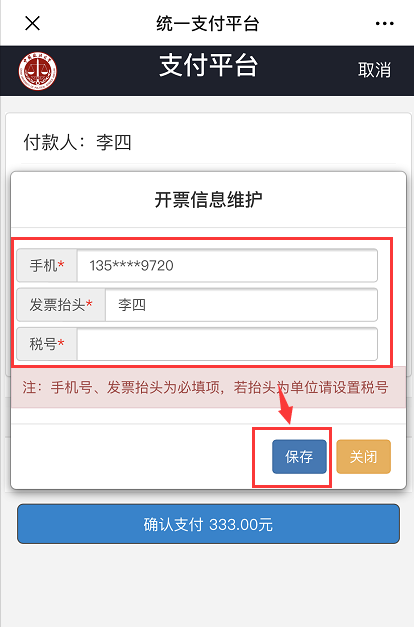 统一支付平台
支付平台
取消
付款人：李四
开票信息维护
手机* 135****9720
发票抬头* 李四
税号*
注：手机号、发票抬头为必填项，若抬头为单位请设置税号
保存
关闭
确认支付 333.00元